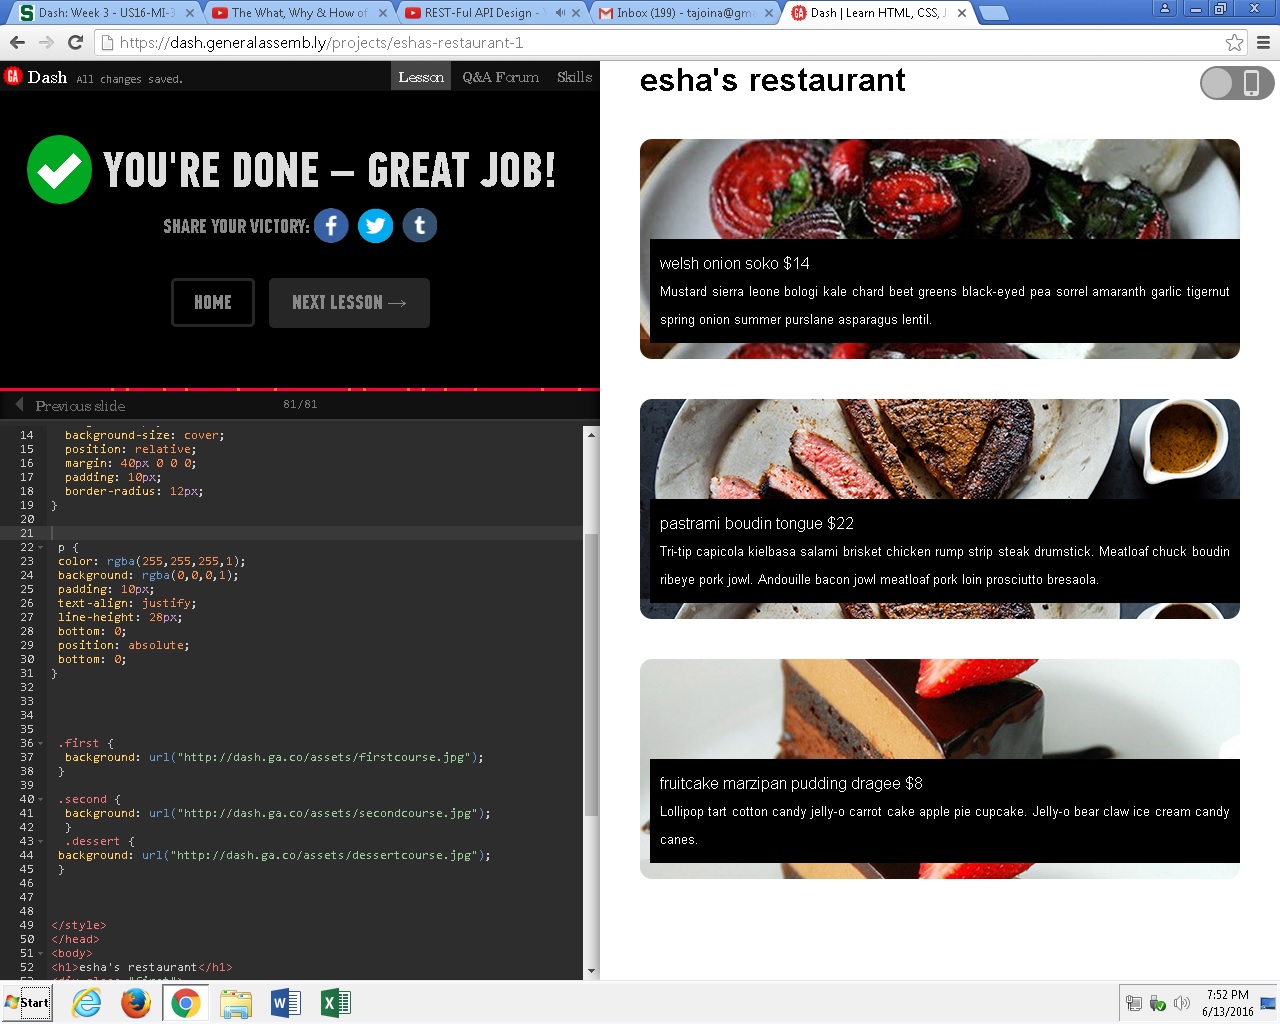 Dash: Week 3 - US16-MI-3
The What, Why & How of
REST-Ful API Design -
Inbox (199) - tajoina@gm
Dash | Learn HTML, CSS, J
https://dash.generalassemb.ly/projects/eshas-restaurant-1
GA Dash All changes saved.
Lesson Q&A Forum Skills
YOU'RE DONE – GREAT JOB!
SHARE YOUR VICTORY:
HOME NEXT LESSON →
Previous slide 81/81
14 background-size: cover;
15 position: relative;
16 margin: 40px 0 0 0;
17 padding: 10px;
18 border-radius: 12px;
19 }
20
21
22 p {
23 color: rgba(255,255,255,1);
24 background: rgba(0,0,0,1);
25 padding: 10px;
26 text-align: justify;
27 line-height: 28px;
28 bottom: 0;
29 position: absolute;
30 bottom: 0;
31 }
32
33
34
35
36 .first {
37 background: url("http://dash.ga.co/assets/firstcourse.jpg");
38 }
39
40 .second {
41 background: url("http://dash.ga.co/assets/secondcourse.jpg");
42 }
43 .dessert {
44 background: url("http://dash.ga.co/assets/dessertcourse.jpg");
45 }
46
47
48
49 </style>
50 </head>
51 <body>
52 <h1>esha's restaurant</h1>
esha's restaurant
welsh onion soko $14
Mustard sierra leone bologi kale chard beet greens black-eyed pea sorrel amaranth garlic tigernut
spring onion summer purslane asparagus lentil.
pastrami boudin tongue $22
Tri-tip capicola kielbasa salami brisket chicken rump strip steak drumstick. Meatloaf chuck boudin
ribeye pork jowl. Andouille bacon jowl meatloaf pork loin prosciutto bresaola.
fruitcake marzipan pudding dragee $8
Lollipop tart cotton candy jelly-o carrot cake apple pie cupcake. Jelly-o bear claw ice cream candy
canes.
Start
7:52 PM
6/13/2016